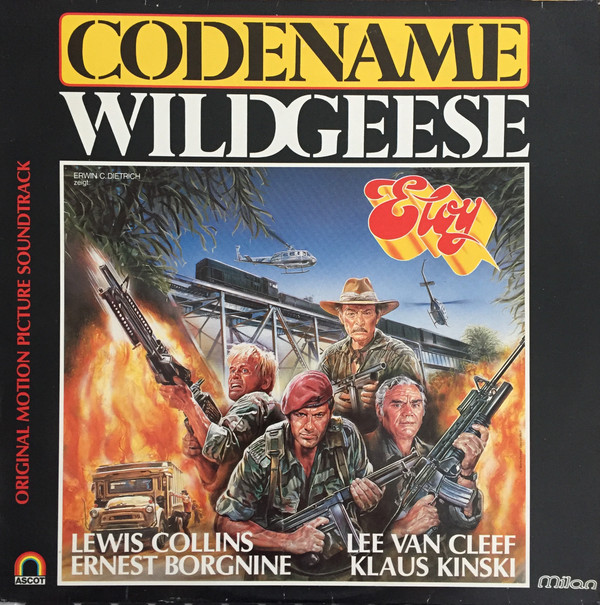 CODENAME
WILDGEESE
ERWIN C. DIETRICH
zeigt:
Eloy
ORIGINAL MOTION PICTURE SOUNDTRACK
LEWIS COLLINS
ERNEST BORGNINE
LEE VAN CLEEF
KLAUS KINSKI
ASCOT
milan